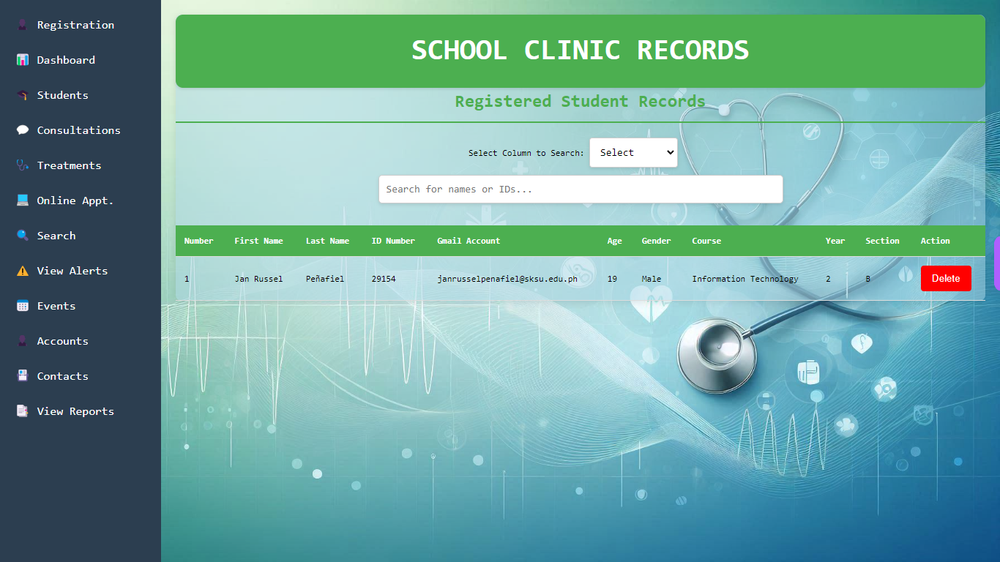 Registration
Dashboard
Students
Consultations
Treatments
Online Appt.
Search
View Alerts
Events
Accounts
Contacts
View Reports
SCHOOL CLINIC RECORDS
Registered Student Records
Select Column to Search: Select
Search for names or IDs...
Number First Name Last Name ID Number Gmail Account Age Gender Course Year Section Action
1 Jan Russel Peñafiel 29154 janrusselpenafiel@sksu.edu.ph 19 Male Information Technology 2 B Delete